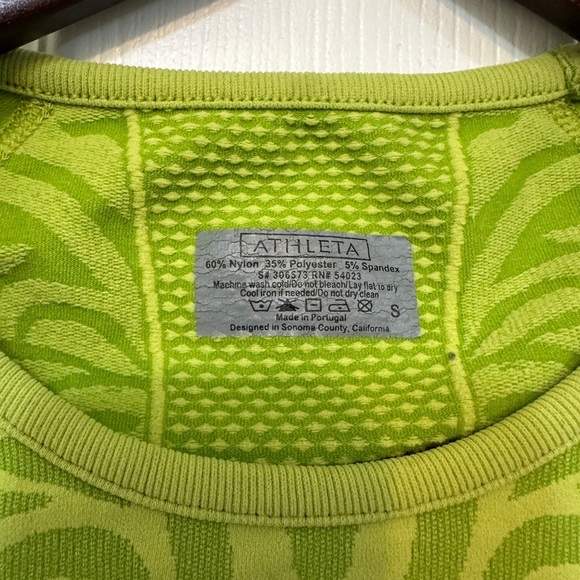 ATHLETA
60% Nylon 35% Polyester 5% Spandex
S# 306573 RN# 54023
Machine wash cold/Do not bleach/Lay flat to dry
Cool iron if needed/Do not dry clean
S
Made in Portugal
Designed in Sonoma County, California